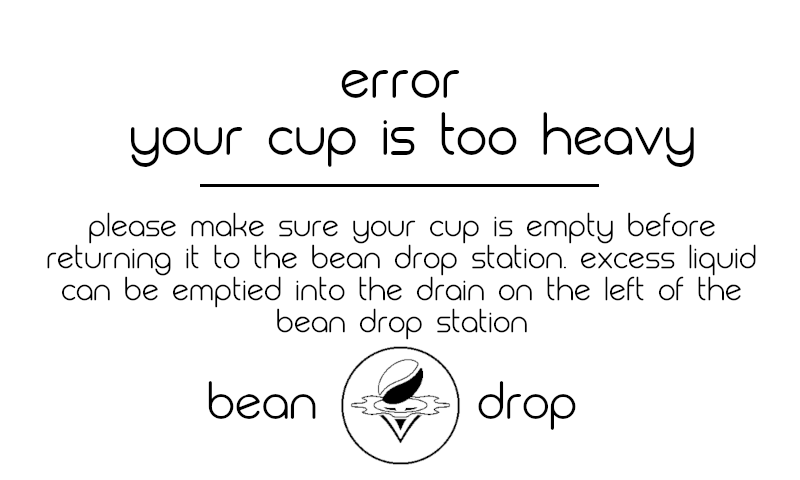 error
your cup is too heavy
please make sure your cup is empty before
returning it to the bean drop station. excess liquid
can be emptied into the drain on the left of the
bean drop station
bean drop